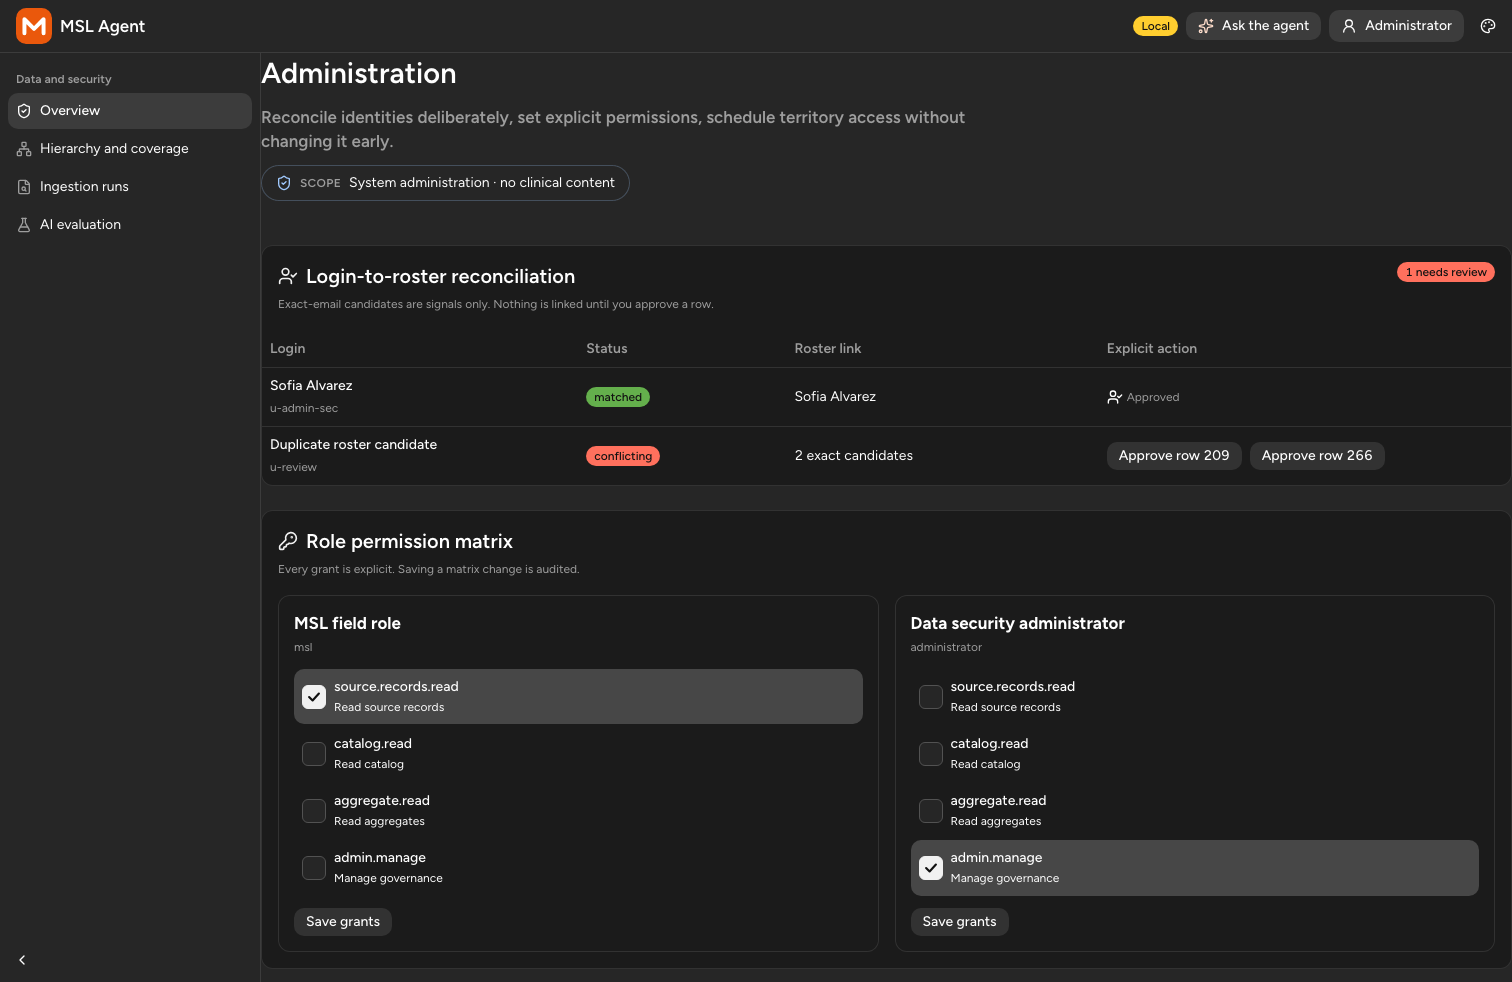 MSL Agent
Local
Ask the agent
Administrator
Data and security
Overview
Hierarchy and coverage
Ingestion runs
AI evaluation
Administration
Reconcile identities deliberately, set explicit permissions, schedule territory access without
changing it early.
SCOPE System administration · no clinical content
Login-to-roster reconciliation
1 needs review
Exact-email candidates are signals only. Nothing is linked until you approve a row.
Login Status Roster link Explicit action
Sofia Alvarez
u-admin-sec
matched
Sofia Alvarez
Approved
Duplicate roster candidate
u-review
conflicting
2 exact candidates
Approve row 209
Approve row 266
Role permission matrix
Every grant is explicit. Saving a matrix change is audited.
MSL field role
msl
source.records.read
Read source records
catalog.read
Read catalog
aggregate.read
Read aggregates
admin.manage
Manage governance
Save grants
Data security administrator
administrator
source.records.read
Read source records
catalog.read
Read catalog
aggregate.read
Read aggregates
admin.manage
Manage governance
Save grants